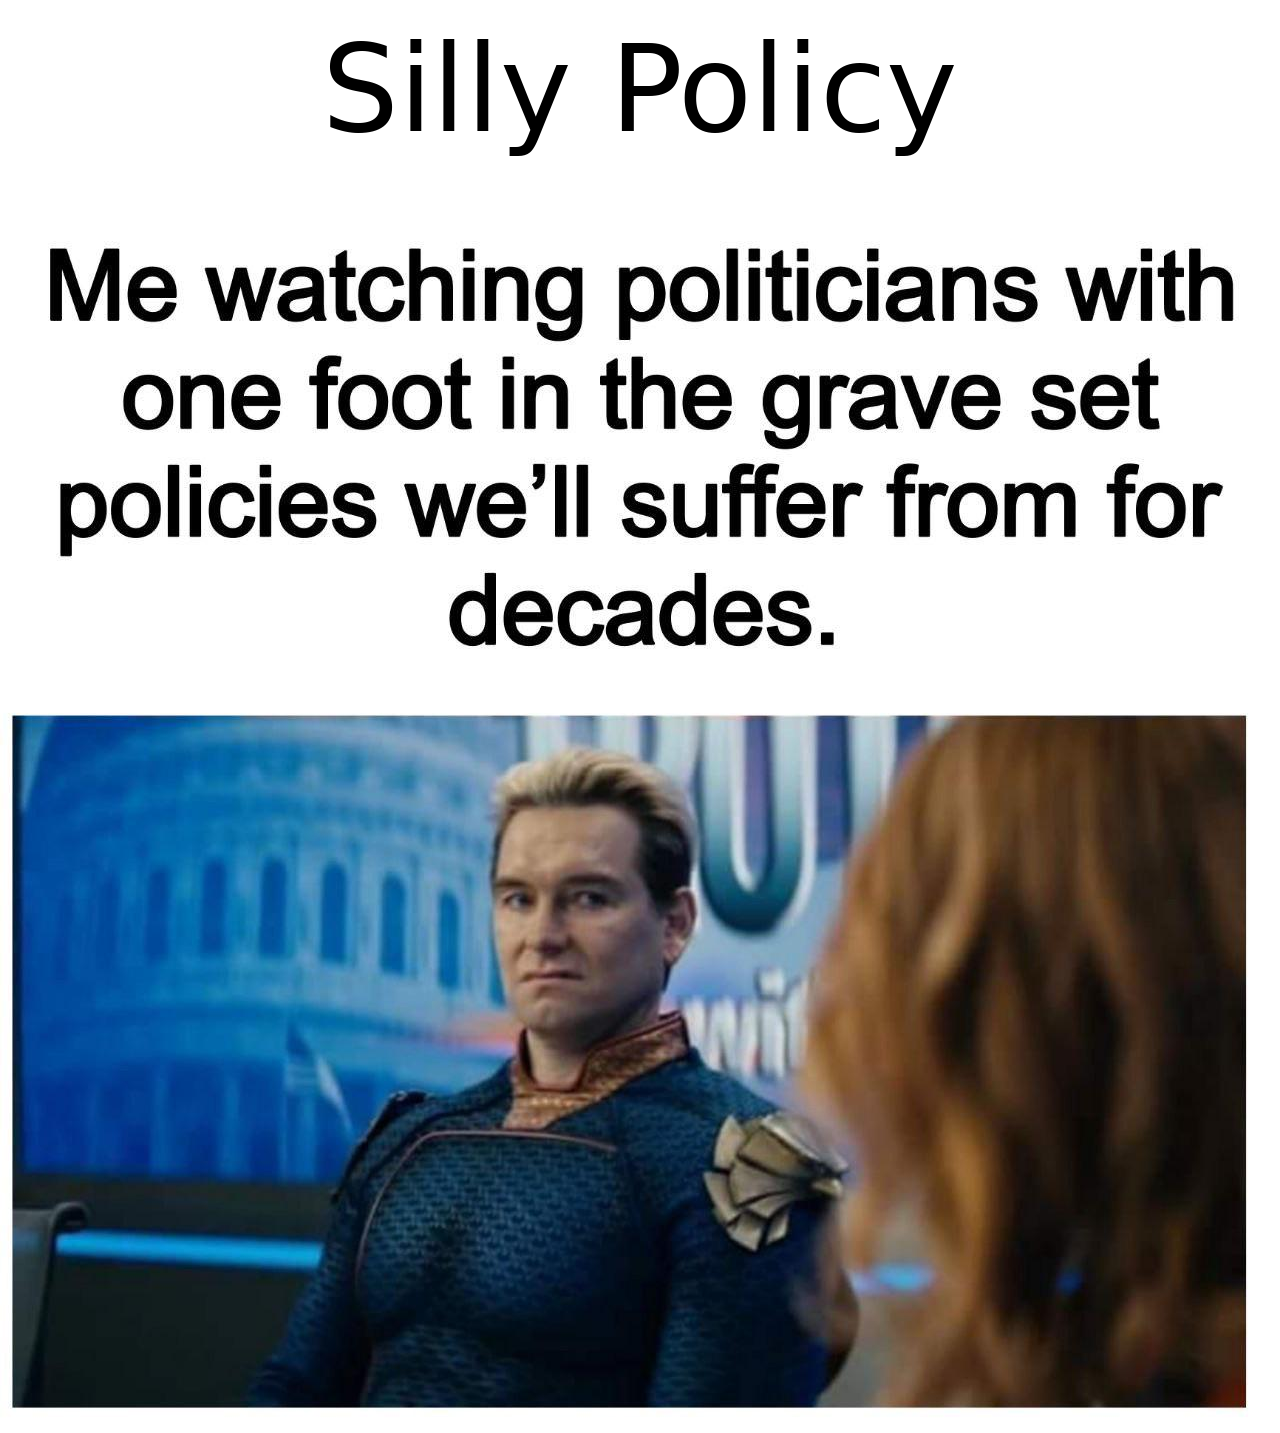 Silly Policy
Me watching politicians with
one foot in the grave set
policies we’ll suffer from for
decades.